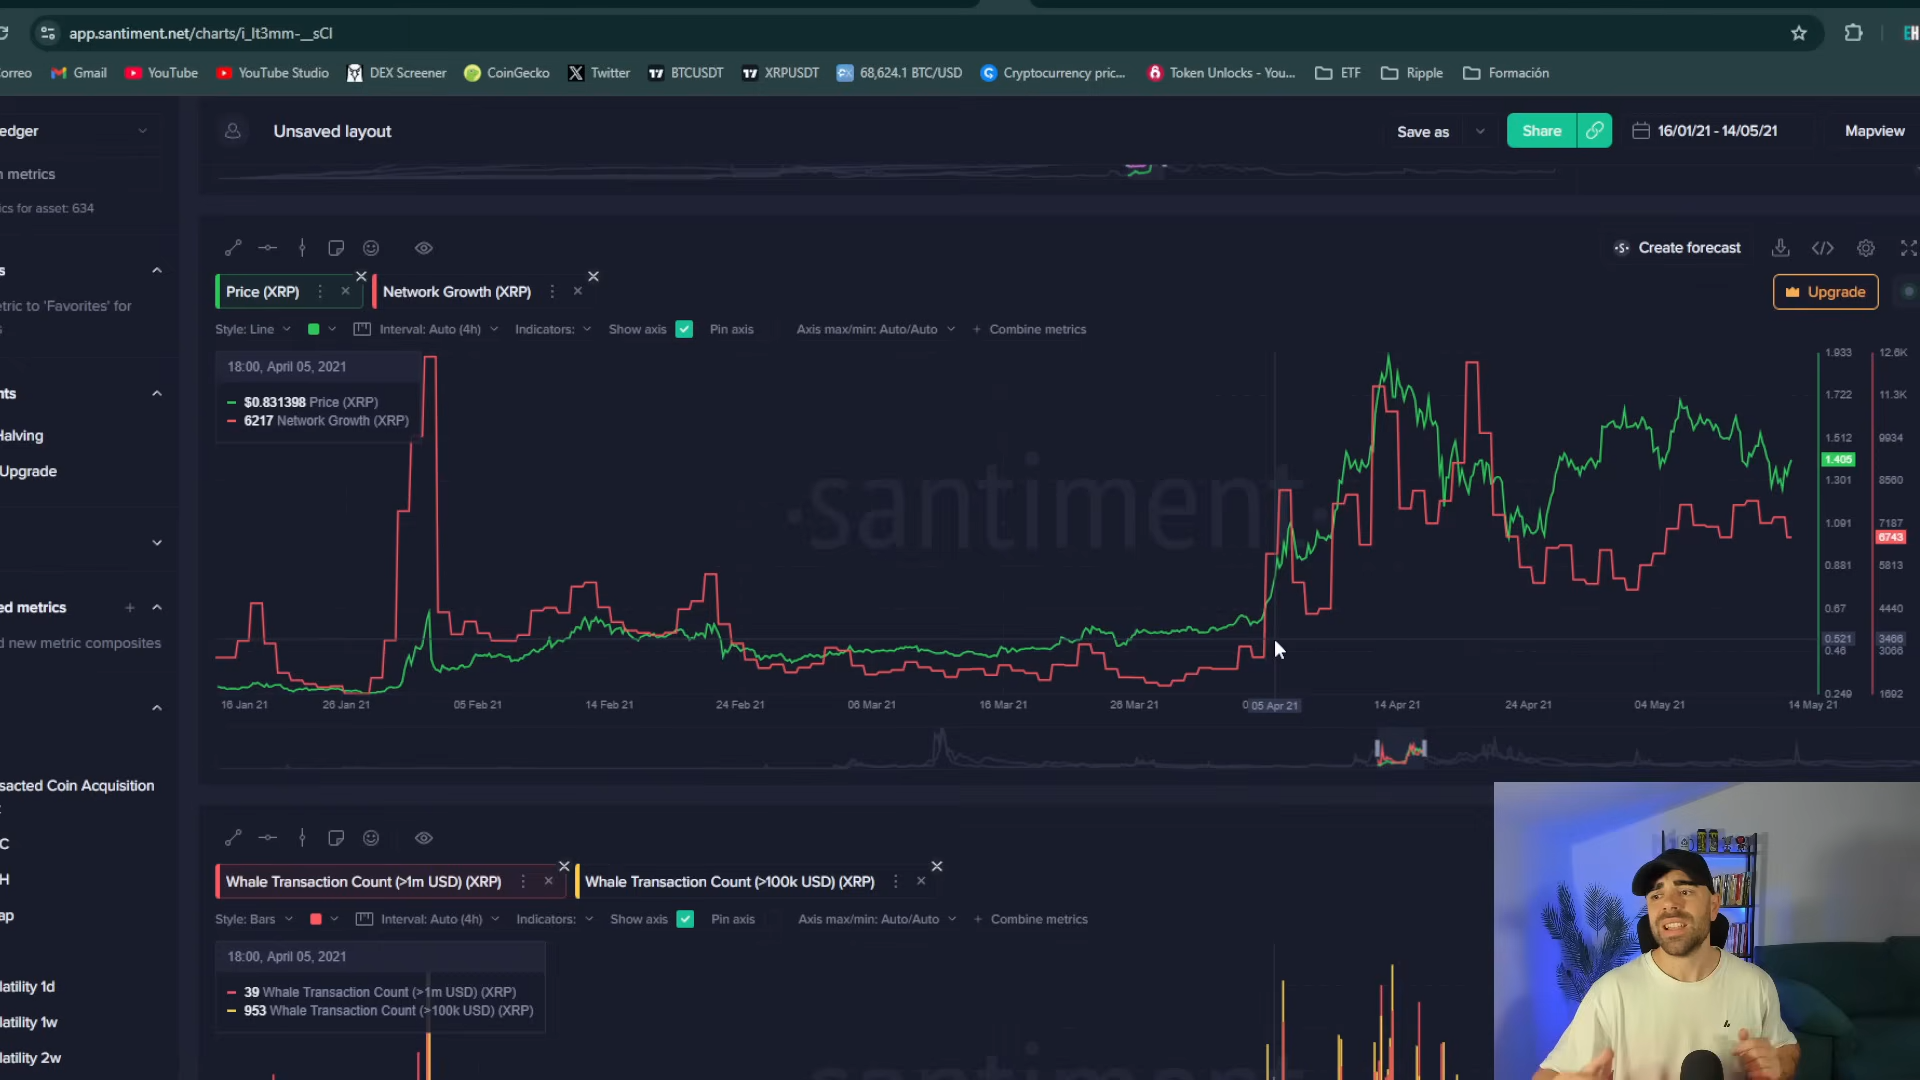 app.santiment.net/charts/i_lt3mm-__sCl
orreo Gmail YouTube YouTube Studio DEX Screener CoinGecko Twitter BTCUSDT XRPUSDT 68,624.1 BTC/USD Cryptocurrency pric... Token Unlocks - You... ETF Ripple Formación
edger
Unsaved layout Save as Share 16/01/21 - 14/05/21 Mapview
n metrics
ics for asset: 634
Create forecast
s
Price (XRP) Network Growth (XRP) Upgrade
tric to 'Favorites' for
s
Style: Line Interval: Auto (4h) Indicators: Show axis Pin axis Axis max/min: Auto/Auto + Combine metrics
18:00, April 05, 2021
$0.831398 Price (XRP)
6217 Network Growth (XRP)
1.933 12.6K
1.722 11.3K
1.512 9934
1.405
1.301 8560
1.091 7187
6743
0.881 5813
0.67 4440
0.521 3466
0.46 3066
0.249 1692
·santiment·
nts
Halving
Upgrade
ed metrics +
d new metric composites
16 Jan 21 26 Jan 21 05 Feb 21 14 Feb 21 24 Feb 21 06 Mar 21 16 Mar 21 26 Mar 21 0 05 Apr 21 14 Apr 21 24 Apr 21 04 May 21 14 May 21
sacted Coin Acquisition
C
H
ap
Whale Transaction Count (>1m USD) (XRP) Whale Transaction Count (>100k USD) (XRP)
Style: Bars Interval: Auto (4h) Indicators: Show axis Pin axis Axis max/min: Auto/Auto + Combine metrics
18:00, April 05, 2021
39 Whale Transaction Count (>1m USD) (XRP)
953 Whale Transaction Count (>100k USD) (XRP)
latility 1d
latility 1w
latility 2w